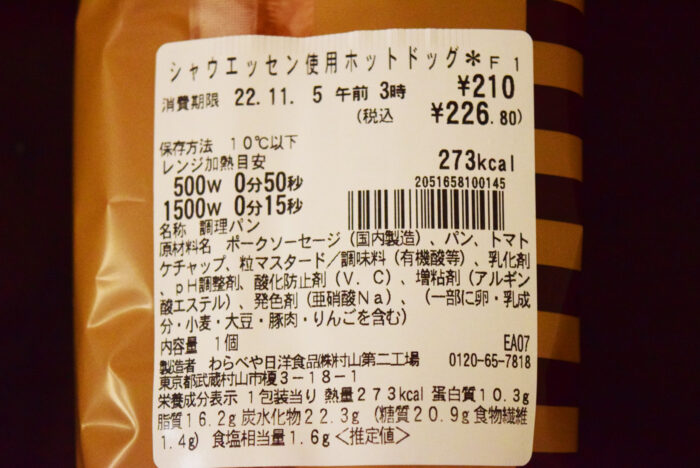 シャウエッセン使用ホットドッグ＊F1
¥210
消費期限 22.11. 5 午前 3時
(税込 ¥226.80)
保存方法 10℃以下
レンジ加熱目安 273kcal
500W 0分50秒
2051658100145
1500W 0分15秒
名称 調理パン
原材料名 ポークソーセージ（国内製造）、パン、トマト
ケチャップ、粒マスタード／調味料（有機酸等）、乳化剤
、pH調整剤、酸化防止剤（V．C）、増粘剤（アルギン
酸エステル）、発色剤（亜硝酸Na）、（一部に卵・乳成
分・小麦・大豆・豚肉・りんごを含む）
内容量 1個 EA07
製造者 わらべや日洋食品(株)村山第二工場 0120-65-7818
東京都武蔵村山市榎3－18－1
栄養成分表示 1包装当り 熱量273kcal 蛋白質10.3g
脂質16.2g 炭水化物22.3g（糖質20.9g 食物繊維
1.4g）食塩相当量1.6g＜推定値＞